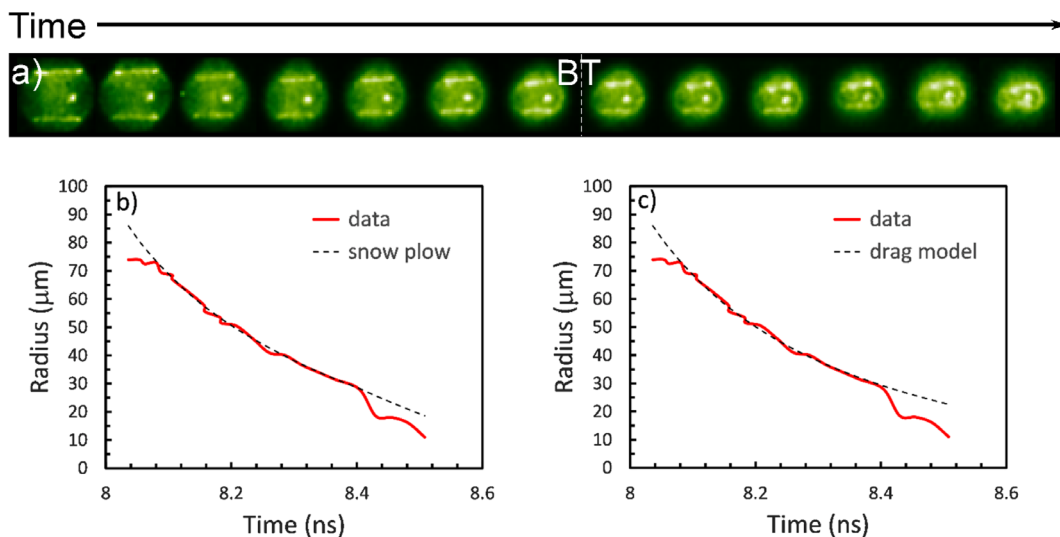 Time
a)
BT
b)
data
snow plow
Radius (μm)
100
90
80
70
60
50
40
30
20
10
0
8
8.2
8.4
8.6
Time (ns)
c)
data
drag model
Radius (μm)
100
90
80
70
60
50
40
30
20
10
0
8
8.2
8.4
8.6
Time (ns)